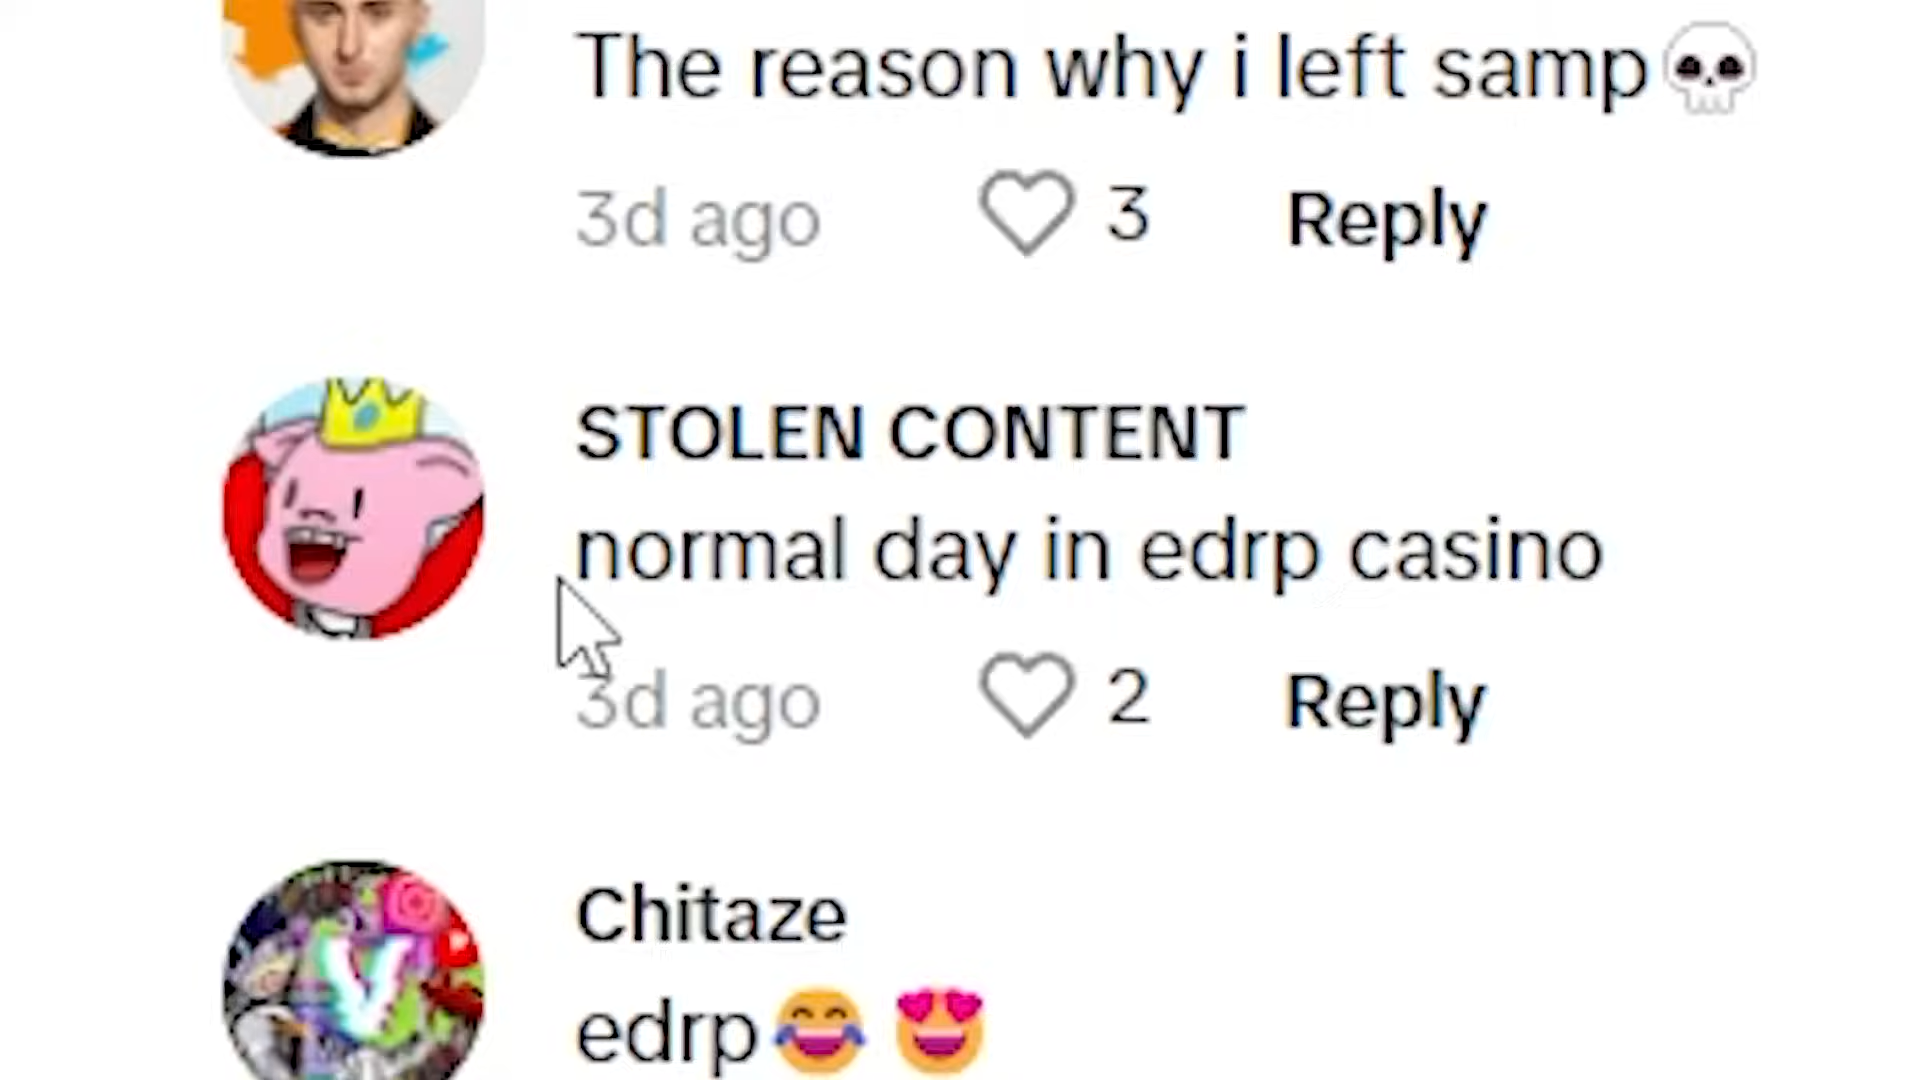 The reason why i left samp💀
3d ago 3 Reply
STOLEN CONTENT
normal day in edrp casino
3d ago 2 Reply
Chitaze
edrp😂 😍